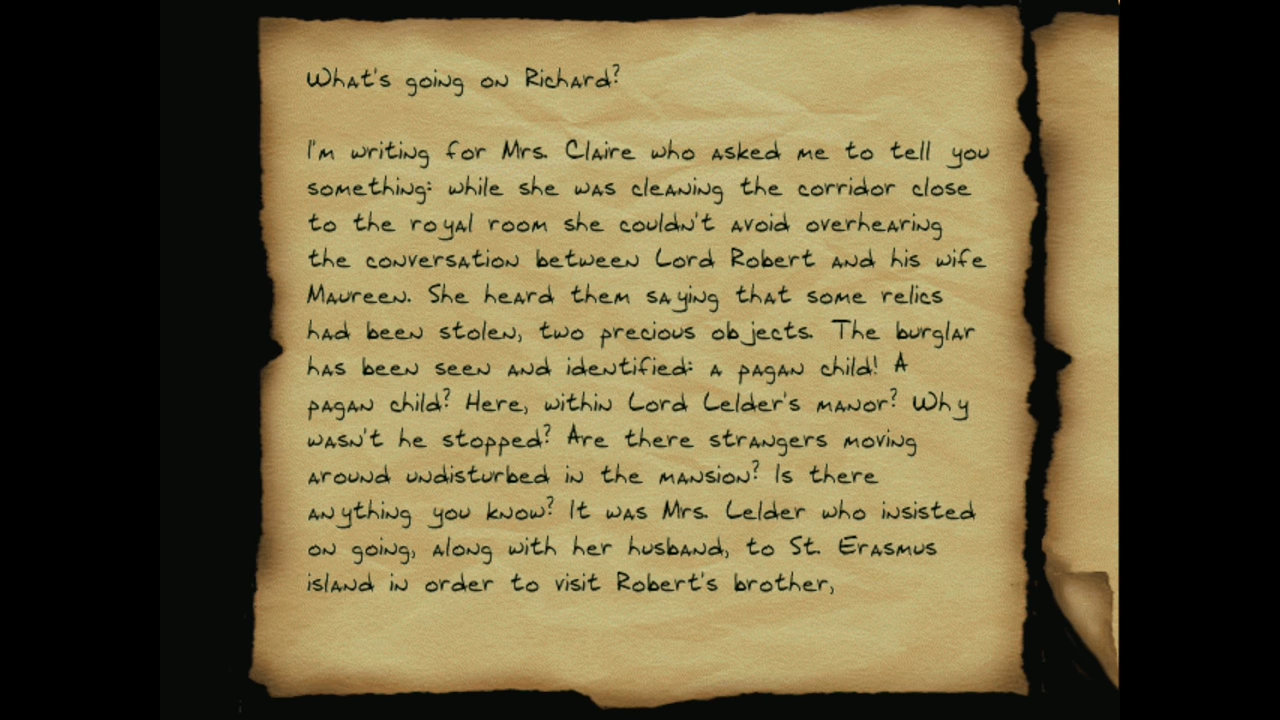 What's going on Richard?
I'm writing for Mrs. Claire who asked me to tell you
something: while she was cleaning the corridor close
to the royal room she couldn't avoid overhearing
the conversation between Lord Robert and his wife
Maureen. She heard them saying that some relics
had been stolen, two precious objects. The burglar
has been seen and identified: a pagan child! A
pagan child? Here, within Lord Lelder's manor? Why
wasn't he stopped? Are there strangers moving
around undisturbed in the mansion? Is there
anything you know? It was Mrs. Lelder who insisted
on going, along with her husband, to St. Erasmus
island in order to visit Robert's brother,